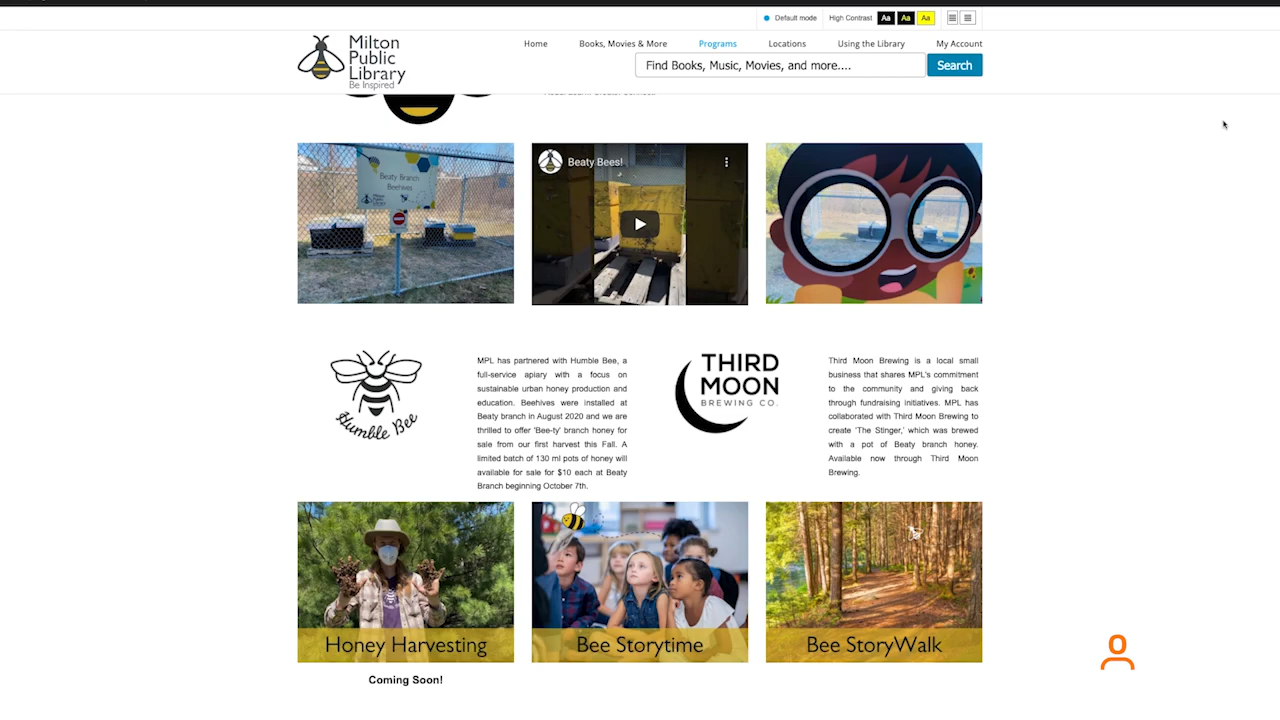 Default mode
High Contrast
Aa
Aa
Aa
Milton
Public
Library
Be Inspired
Home
Books, Movies & More
Programs
Locations
Using the Library
My Account
Find Books, Music, Movies, and more....
Search
Beaty Branch
Beehives
Milton
Public
Library
Beaty Bees!
Humble Bee
MPL has partnered with Humble Bee, a
full-service apiary with a focus on
sustainable urban honey production and
education. Beehives were installed at
Beaty branch in August 2020 and we are
thrilled to offer 'Bee-ty' branch honey for
sale from our first harvest this Fall. A
limited batch of 130 ml pots of honey will
available for sale for $10 each at Beaty
Branch beginning October 7th.
THIRD
MOON
BREWING CO.
Third Moon Brewing is a local small
business that shares MPL's commitment
to the community and giving back
through fundraising initiatives. MPL has
collaborated with Third Moon Brewing to
create 'The Stinger,' which was brewed
with a pot of Beaty branch honey.
Available now through Third Moon
Brewing.
Honey Harvesting
Bee Storytime
Bee StoryWalk
Coming Soon!